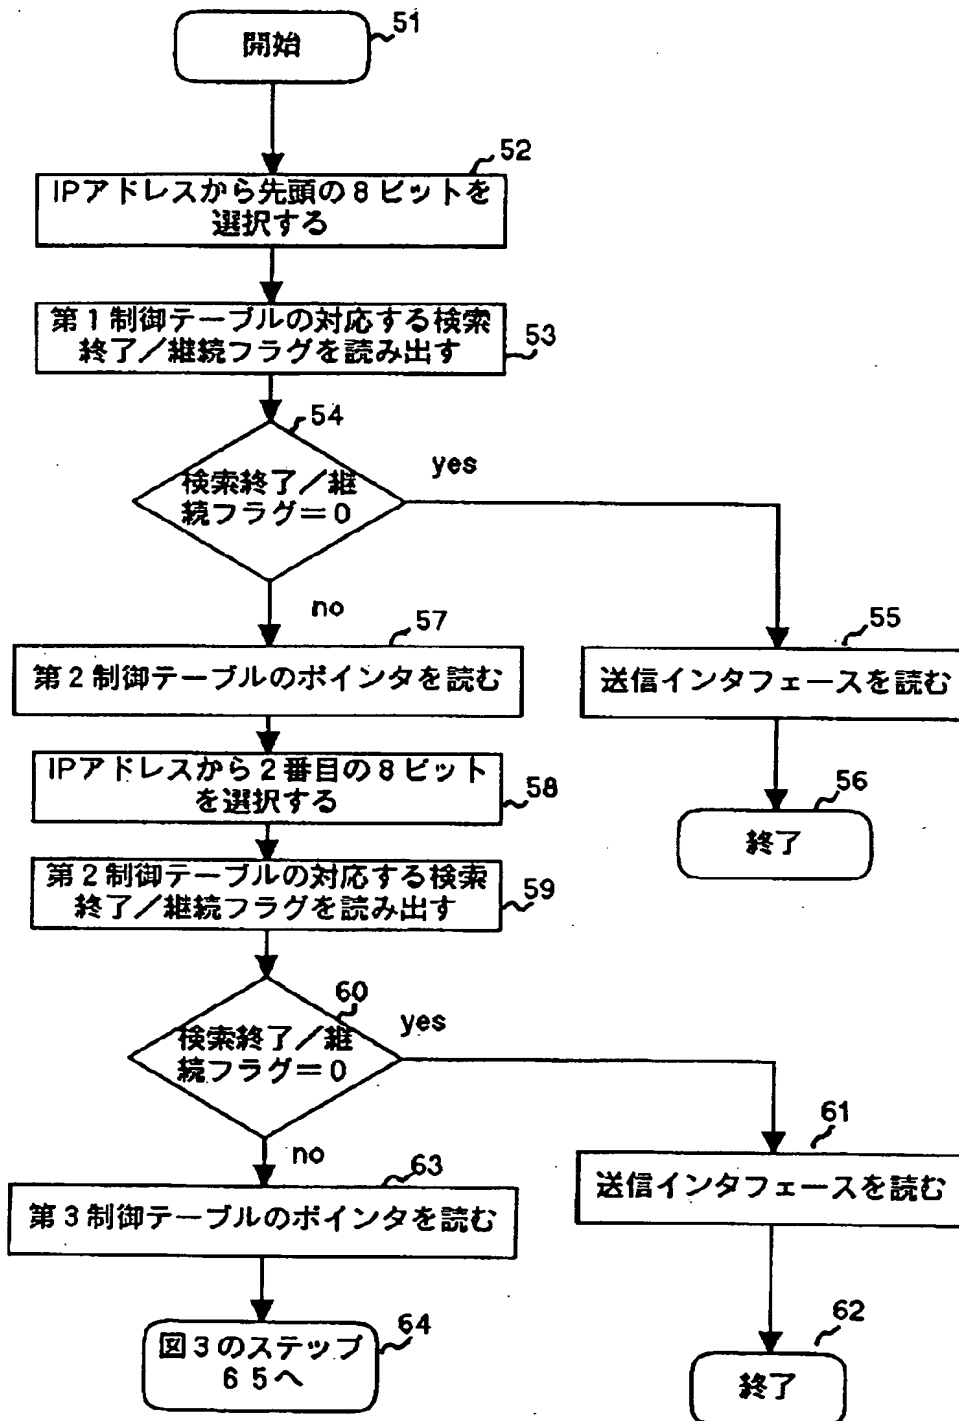 開始
51
52
IPアドレスから先頭の8ビットを
選択する
第1制御テーブルの対応する検索
終了/継続フラグを読み出す
53
54
検索終了/継
続フラグ=0
yes
no
57
第2制御テーブルのポインタを読む
55
送信インタフェースを読む
IPアドレスから2番目の8ビット
を選択する
58
56
終了
第2制御テーブルの対応する検索
終了/継続フラグを読み出す
59
60
検索終了/継
続フラグ=0
yes
no
63
第3制御テーブルのポインタを読む
61
送信インタフェースを読む
図3のステップ
65へ
64
62
終了